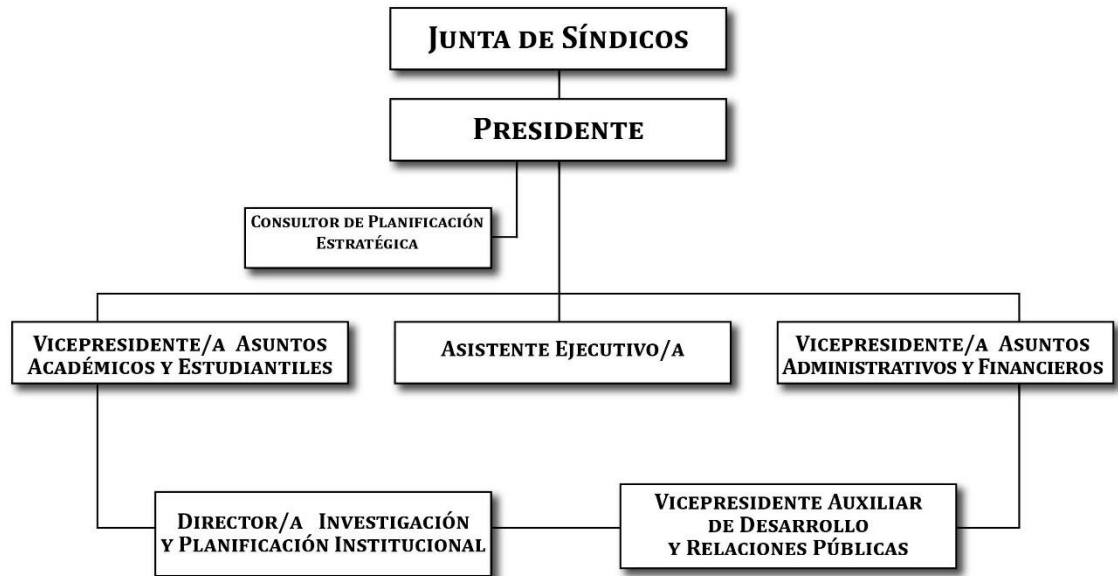 JUNTA DE SÍNDICOS
PRESIDENTE
CONSULTOR DE PLANIFICACIÓN
ESTRATÉGICA
VICEPRESIDENTE/A ASUNTOS
ACADÉMICOS Y ESTUDIANTILES
ASISTENTE EJECUTIVO/A
VICEPRESIDENTE/A ASUNTOS
ADMINISTRATIVOS Y FINANCIEROS
DIRECTOR/A INVESTIGACIÓN
Y PLANIFICACIÓN INSTITUCIONAL
VICEPRESIDENTE AUXILIAR
DE DESARROLLO
Y RELACIONES PÚBLICAS